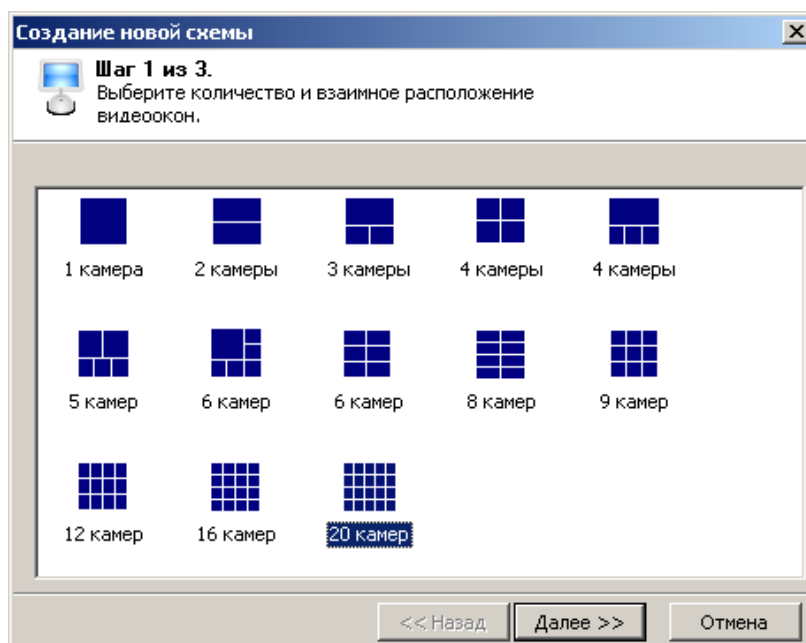 Создание новой схемы
Шаг 1 из 3.
Выберите количество и взаимное расположение
видеоокон.
1 камера 2 камеры 3 камеры 4 камеры 4 камеры
5 камер 6 камер 6 камер 8 камер 9 камер
12 камер 16 камер 20 камер
<< Назад Далее >> Отмена